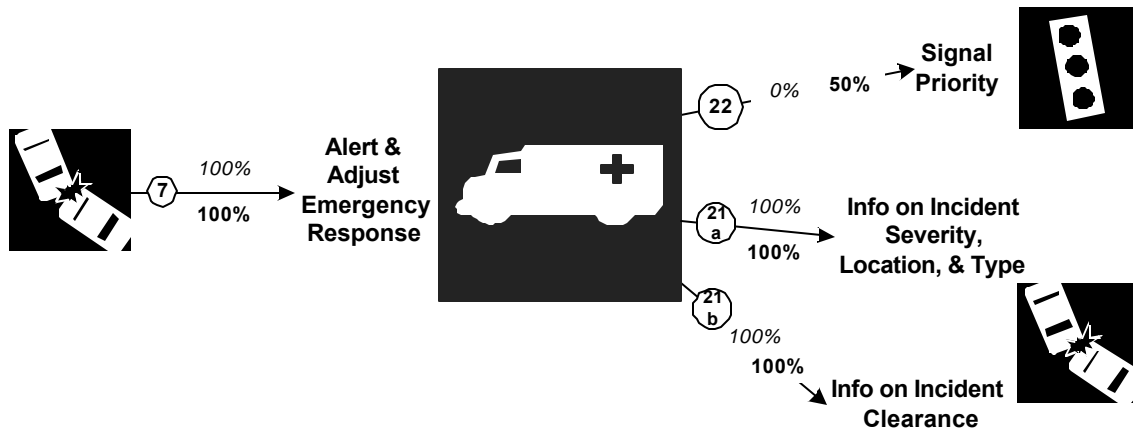 7
100%
100%
Alert &
Adjust
Emergency
Response
22
0%
50%
Signal
Priority
21
a
100%
100%
Info on Incident
Severity,
Location, & Type
21
b
100%
100%
Info on Incident
Clearance